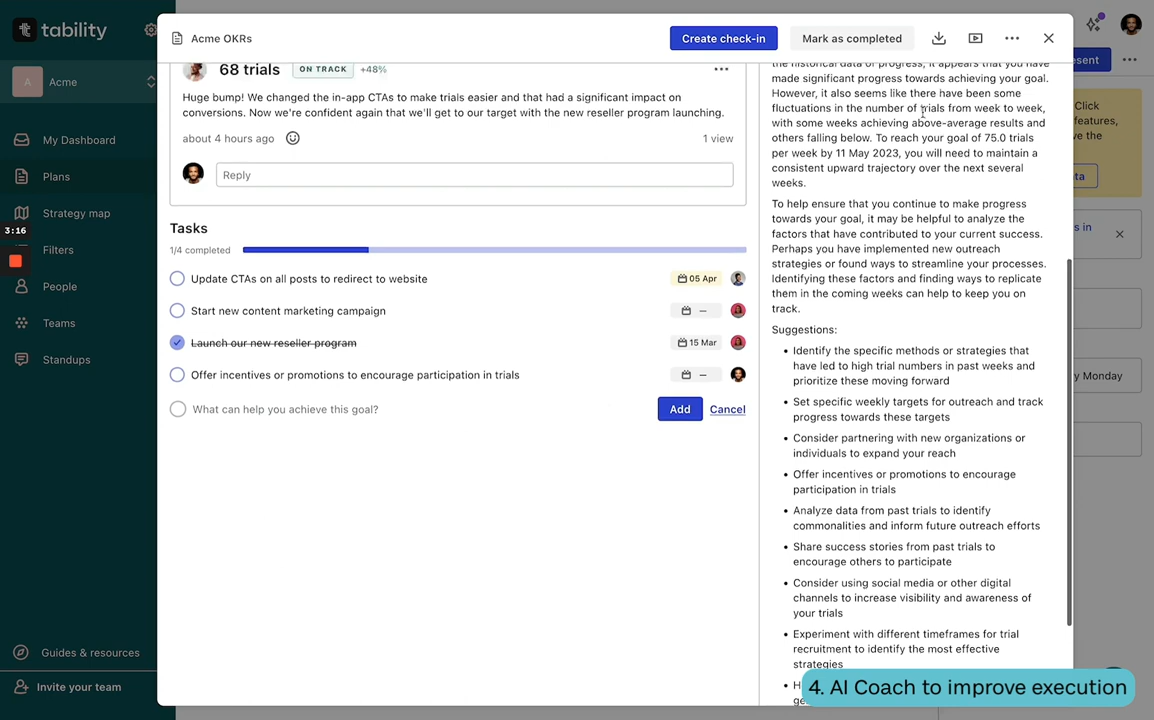 tability
A
Acme
My Dashboard
Plans
Strategy map
3:16
Filters
People
Teams
Standups
Guides & resources
Invite your team
Acme OKRs
Create check-in
Mark as completed
68 trials
ON TRACK
+48%
Huge bump! We changed the in-app CTAs to make trials easier and that had a significant impact on
conversions. Now we're confident again that we'll get to our target with the new reseller program launching.
about 4 hours ago
1 view
Reply
Tasks
1/4 completed
Update CTAs on all posts to redirect to website
05 Apr
Start new content marketing campaign
–
Launch our new reseller program
15 Mar
Offer incentives or promotions to encourage participation in trials
–
What can help you achieve this goal?
Add
Cancel
the historical data of progress, it appears that you have
made significant progress towards achieving your goal.
However, it also seems like there have been some
fluctuations in the number of trials from week to week,
with some weeks achieving above-average results and
others falling below. To reach your goal of 75.0 trials
per week by 11 May 2023, you will need to maintain a
consistent upward trajectory over the next several
weeks.
To help ensure that you continue to make progress
towards your goal, it may be helpful to analyze the
factors that have contributed to your current success.
Perhaps you have implemented new outreach
strategies or found ways to streamline your processes.
Identifying these factors and finding ways to replicate
them in the coming weeks can help to keep you on
track.
Suggestions:
• Identify the specific methods or strategies that
have led to high trial numbers in past weeks and
prioritize these moving forward
• Set specific weekly targets for outreach and track
progress towards these targets
• Consider partnering with new organizations or
individuals to expand your reach
• Offer incentives or promotions to encourage
participation in trials
• Analyze data from past trials to identify
commonalities and inform future outreach efforts
• Share success stories from past trials to
encourage others to participate
• Consider using social media or other digital
channels to increase visibility and awareness of
your trials
• Experiment with different timeframes for trial
recruitment to identify the most effective
strategies
4. AI Coach to improve execution
esent
Click
features,
ve the
ta
s in
y Monday